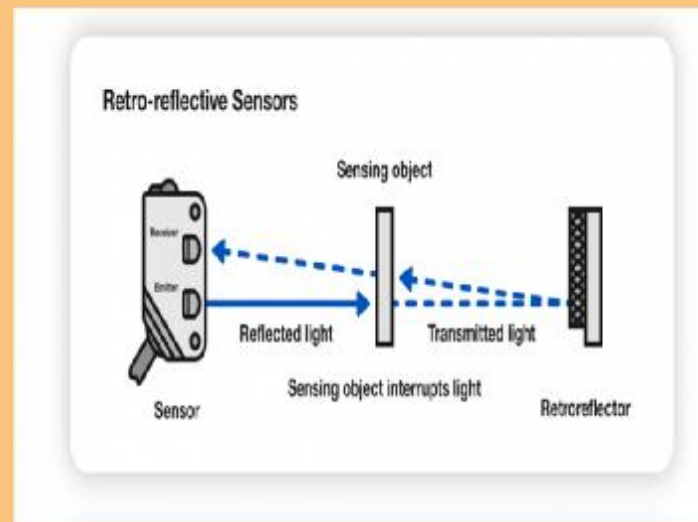 Retro-reflective Sensors
Sensing object
Receiver
Emitter
Reflected light
Transmitted light
Sensing object interrupts light
Sensor
Retroreflector